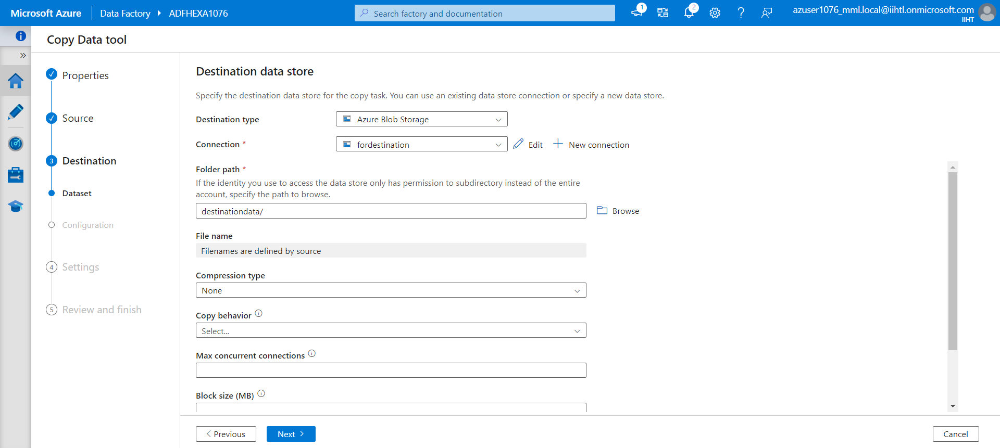 Microsoft Azure
Data Factory
ADFHEXA1076
Search factory and documentation
1
2
azuser1076_mml.local@iihtl.onmicrosoft.com
IIHT
Copy Data tool
Properties
Source
3
Destination
Dataset
Configuration
4
Settings
5
Review and finish
Destination data store
Specify the destination data store for the copy task. You can use an existing data store connection or specify a new data store.
Destination type
Azure Blob Storage
Connection *
fordestination
Edit
New connection
Folder path *
If the identity you use to access the data store only has permission to subdirectory instead of the entire
account, specify the path to browse.
destinationdata/
Browse
File name
Filenames are defined by source
Compression type
None
Copy behavior
Select...
Max concurrent connections
Block size (MB)
Previous
Next
Cancel